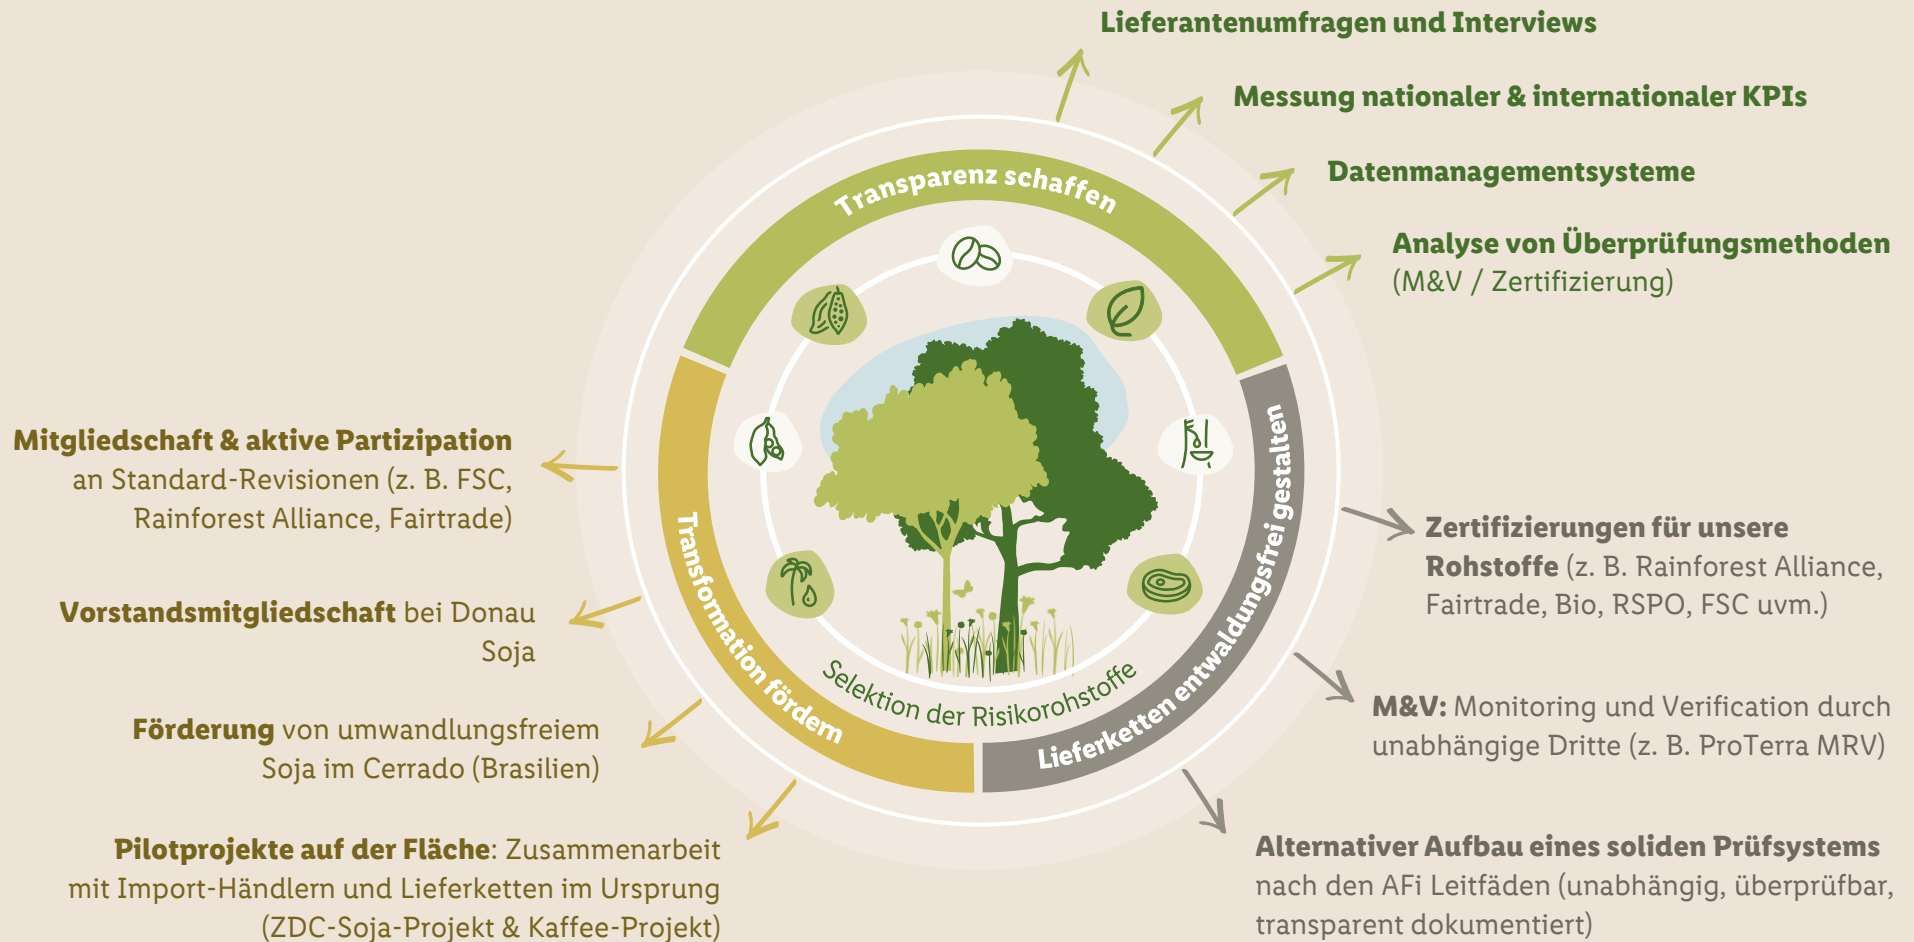 Lieferantenumfragen und Interviews
Messung nationaler & internationaler KPIs
Datenmanagementsysteme
Analyse von Überprüfungsmethoden
(M&V / Zertifizierung)
Transparenz schaffen
Lieferketten entwaldungsfrei gestalten
Transformation fördern
Selektion der Risikorohstoffe
Mitgliedschaft & aktive Partizipation
an Standard-Revisionen (z. B. FSC,
Rainforest Alliance, Fairtrade)
Vorstandsmitgliedschaft bei Donau
Soja
Förderung von umwandlungsfreiem
Soja im Cerrado (Brasilien)
Pilotprojekte auf der Fläche: Zusammenarbeit
mit Import-Händlern und Lieferketten im Ursprung
(ZDC-Soja-Projekt & Kaffee-Projekt)
Zertifizierungen für unsere
Rohstoffe (z. B. Rainforest Alliance,
Fairtrade, Bio, RSPO, FSC uvm.)
M&V: Monitoring und Verification durch
unabhängige Dritte (z. B. ProTerra MRV)
Alternativer Aufbau eines soliden Prüfsystems
nach den AFi Leitfäden (unabhängig, überprüfbar,
transparent dokumentiert)